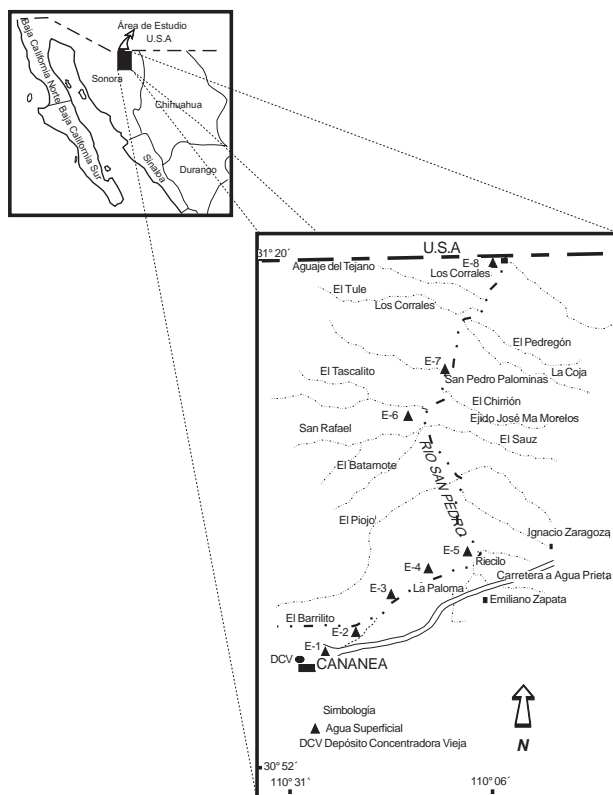 Área de Estudio
U.S.A
Sonora
Chihuahua
Baja California Norte
Baja California Sur
Sinaloa
Durango
U.S.A
31° 20´
E-8
Aguaje del Tejano
Los Corrales
El Tule
Los Corrales
El Pedregón
E-7
La Coja
El Tascalito
San Pedro Palominas
El Chirrión
E-6
Ejido José Ma Morelos
San Rafael
El Sauz
El Batamote
RIO SAN PEDRO
El Piojo
Ignacio Zaragoza
E-5
Riecilo
E-4
Carretera a Agua Prieta
E-3
La Paloma
Emiliano Zapata
El Barrilito
E-2
E-1
DCV
CANANEA
Simbología
Agua Superficial
DCV Depósito Concentradora Vieja
N
30° 52´
110° 31´
110° 06´